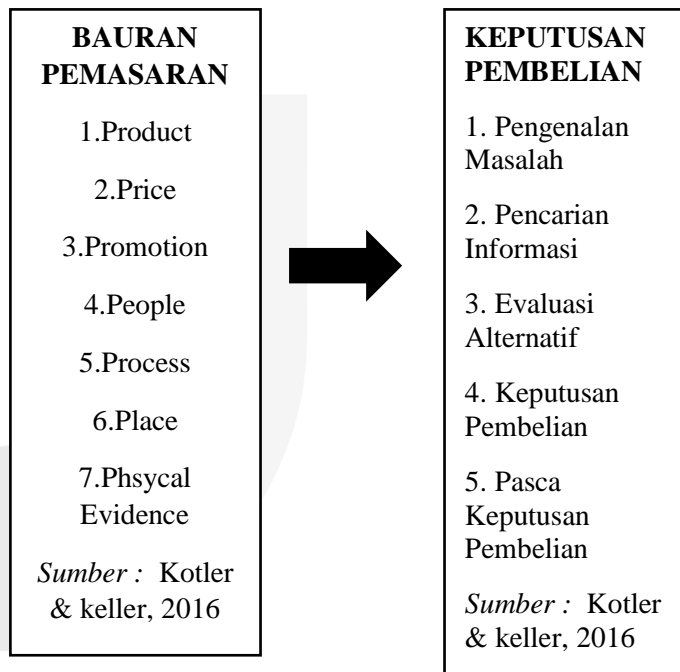 BAURAN
PEMASARAN
1.Product
2.Price
3.Promotion
4.People
5.Process
6.Place
7.Phsycal
Evidence
Sumber : Kotler
& keller, 2016
KEPUTUSAN
PEMBELIAN
1. Pengenalan
Masalah
2. Pencarian
Informasi
3. Evaluasi
Alternatif
4. Keputusan
Pembelian
5. Pasca
Keputusan
Pembelian
Sumber : Kotler
& keller, 2016